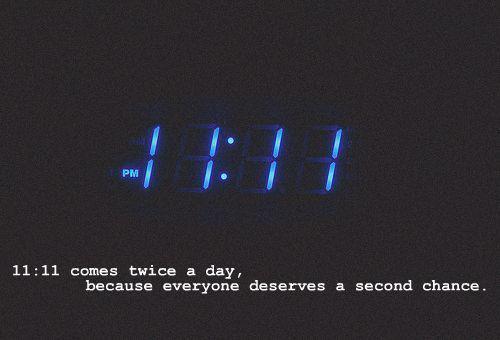 11:11
PM
11:11 comes twice a day,
because everyone deserves a second chance.